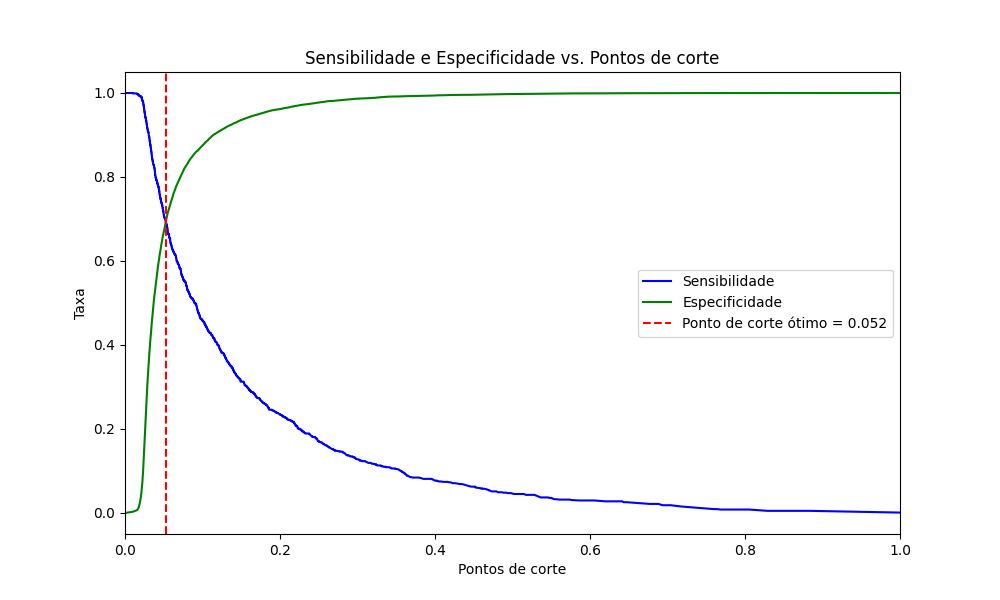 Sensibilidade e Especificidade vs. Pontos de corte
1.0
0.8
0.6
0.4
0.2
0.0
Taxa
Sensibilidade
Especificidade
Ponto de corte ótimo = 0.052
0.0 0.2 0.4 0.6 0.8 1.0
Pontos de corte